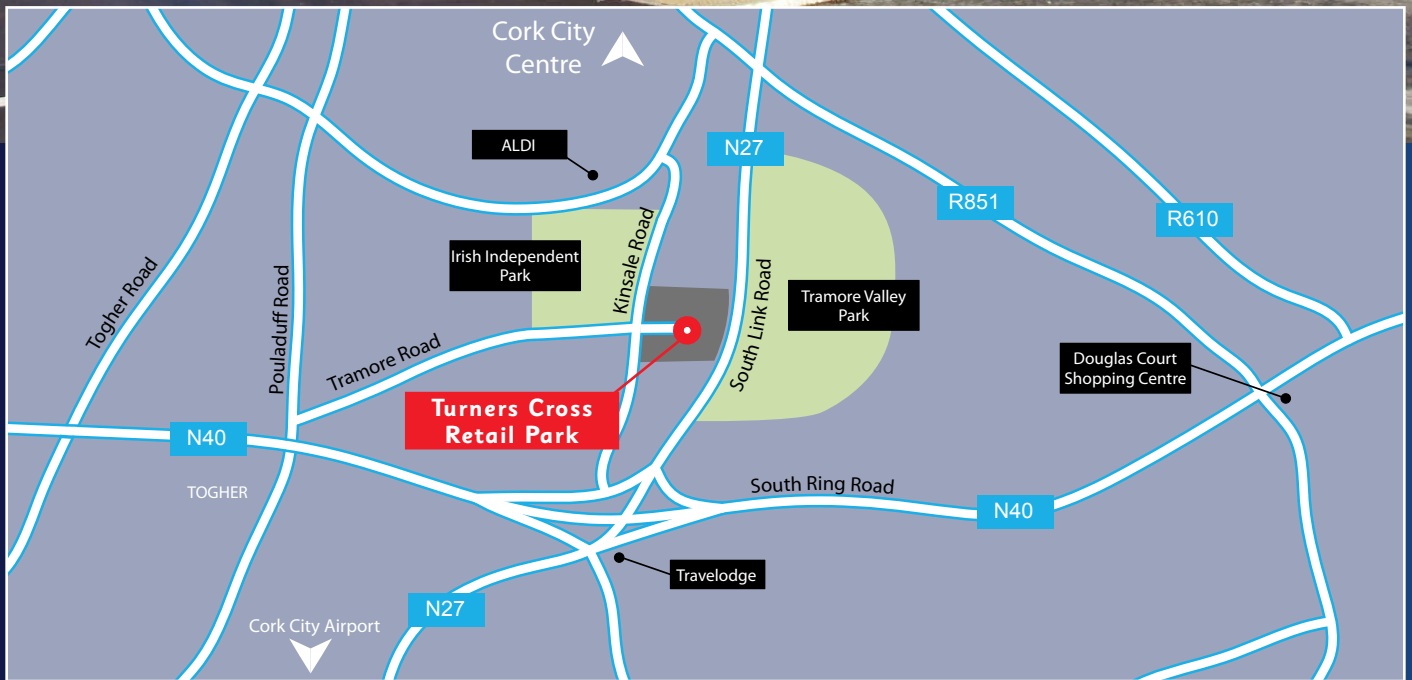 Cork City
Centre
ALDI
N27
R851
R610
Irish Independent
Park
Kinsale Road
Togher Road
Pouladuff Road
Tramore Road
South Link Road
Tramore Valley
Park
Douglas Court
Shopping Centre
Turners Cross
Retail Park
N40
TOGHER
South Ring Road
N40
Travelodge
N27
Cork City Airport